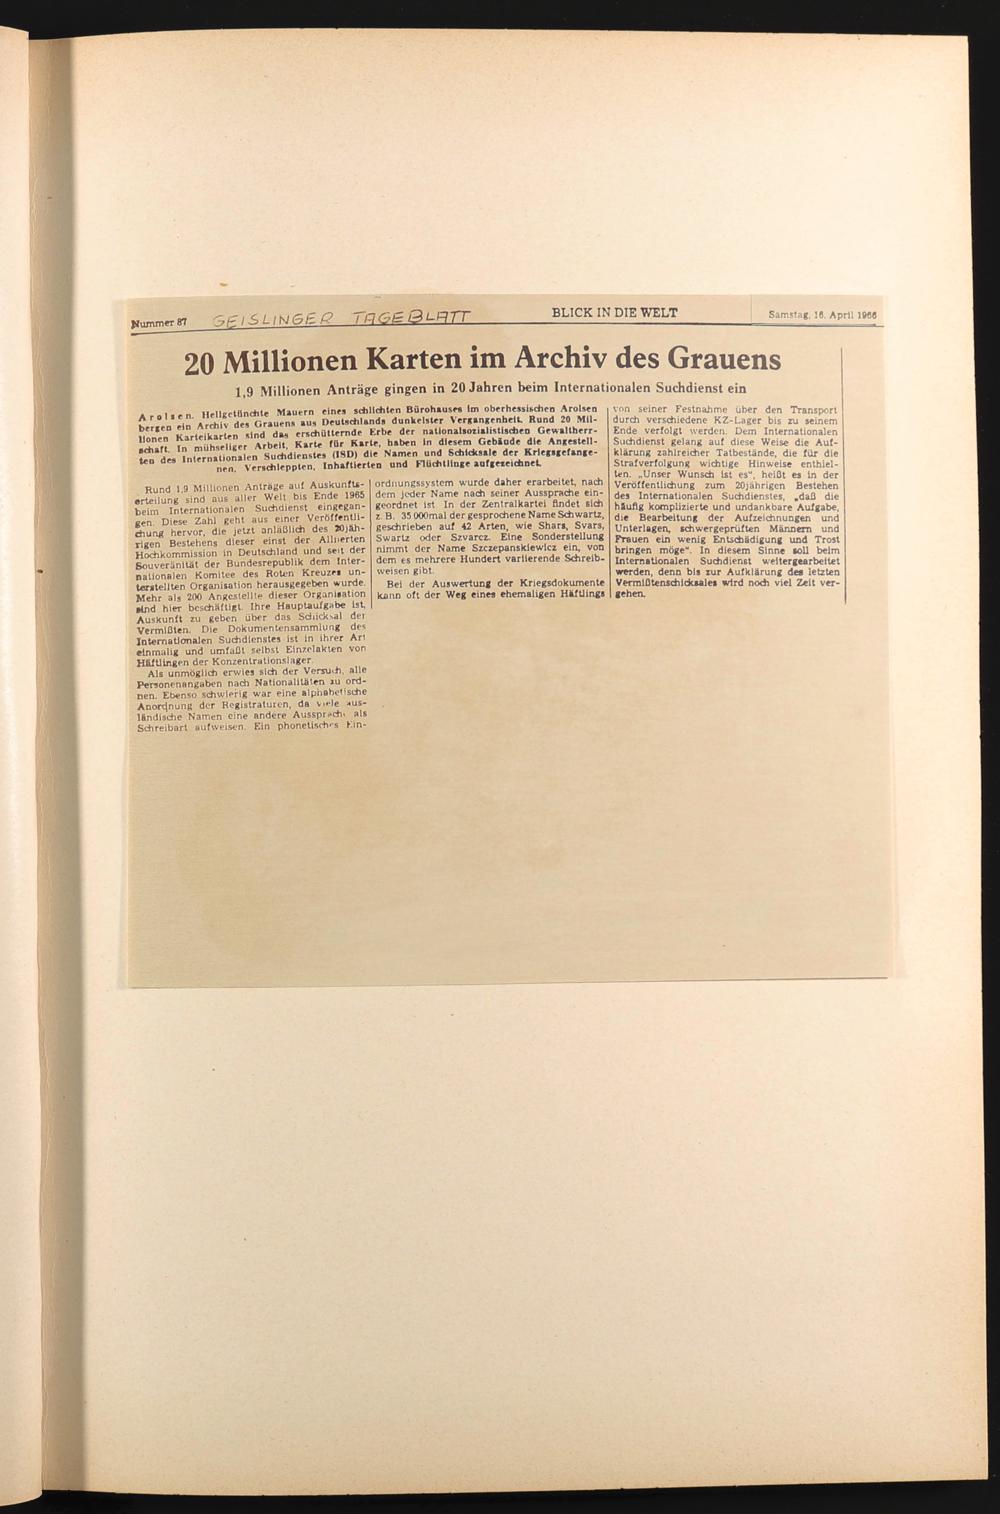 Nummer 87 GEISLINGER TAGEBLATT BLICK IN DIE WELT Samstag, 16. April 1966
20 Millionen Karten im Archiv des Grauens
1,9 Millionen Anträge gingen in 20 Jahren beim Internationalen Suchdienst ein
Arolsen. Hellgetünchte Mauern eines schlichten Bürohauses im oberhessischen Arolsen
bergen ein Archiv des Grauens aus Deutschlands dunkelster Vergangenheit. Rund 20 Mil-
lionen Karteikarten sind das erschütternde Erbe der nationalsozialistischen Gewaltherr-
schaft. In mühseliger Arbeit, Karte für Karte, haben in diesem Gebäude die Angestell-
ten des Internationalen Suchdienstes (ISD) die Namen und Schicksale der Kriegsgefange-
nen, Verschleppten, Inhaftierten und Flüchtlinge aufgezeichnet.
Rund 1,9 Millionen Anträge auf Auskunfts-
erteilung sind aus aller Welt bis Ende 1965
beim Internationalen Suchdienst eingegan-
gen. Diese Zahl geht aus einer Veröffentli-
chung hervor, die jetzt anläßlich des 20jäh-
rigen Bestehens dieser einst der Alliierten
Hochkommission in Deutschland und seit der
Souveränität der Bundesrepublik dem Inter-
nationalen Komitee des Roten Kreuzes un-
terstellten Organisation herausgegeben wurde.
Mehr als 200 Angestellte dieser Organisation
sind hier beschäftigt. Ihre Hauptaufgabe ist,
Auskunft zu geben über das Schicksal der
Vermißten. Die Dokumentensammlung des
Internationalen Suchdienstes ist in ihrer Art
einmalig und umfaßt selbst Einzelakten von
Häftlingen der Konzentrationslager.
Als unmöglich erwies sich der Versuch, alle
Personenangaben nach Nationalitäten zu ord-
nen. Ebenso schwierig war eine alphabetische
Anordnung der Registraturen, da viele aus-
ländische Namen eine andere Aussprache als
Schreibart aufweisen. Ein phonetisches Ein-
ordnungssystem wurde daher erarbeitet, nach
dem jeder Name nach seiner Aussprache ein-
geordnet ist. In der Zentralkartei findet sich
z. B. 35 000mal der gesprochene Name Schwartz,
geschrieben auf 42 Arten, wie Shars, Svars,
Swartz oder Szvarcz. Eine Sonderstellung
nimmt der Name Szczepanskiewicz ein, von
dem es mehrere Hundert variierende Schreib-
weisen gibt.
Bei der Auswertung der Kriegsdokumente
kann oft der Weg eines ehemaligen Häftlings
von seiner Festnahme über den Transport
durch verschiedene KZ-Lager bis zu seinem
Ende verfolgt werden. Dem Internationalen
Suchdienst gelang auf diese Weise die Auf-
klärung zahlreicher Tatbestände, die für die
Strafverfolgung wichtige Hinweise enthiel-
ten. „Unser Wunsch ist es“, heißt es in der
Veröffentlichung zum 20jährigen Bestehen
des Internationalen Suchdienstes, „daß die
häufig komplizierte und undankbare Aufgabe,
die Bearbeitung der Aufzeichnungen und
Unterlagen, schwergeprüften Männern und
Frauen ein wenig Entschädigung und Trost
bringen möge“. In diesem Sinne soll beim
Internationalen Suchdienst weitergearbeitet
werden, denn bis zur Aufklärung des letzten
Vermißtenschicksales wird noch viel Zeit ver-
gehen.